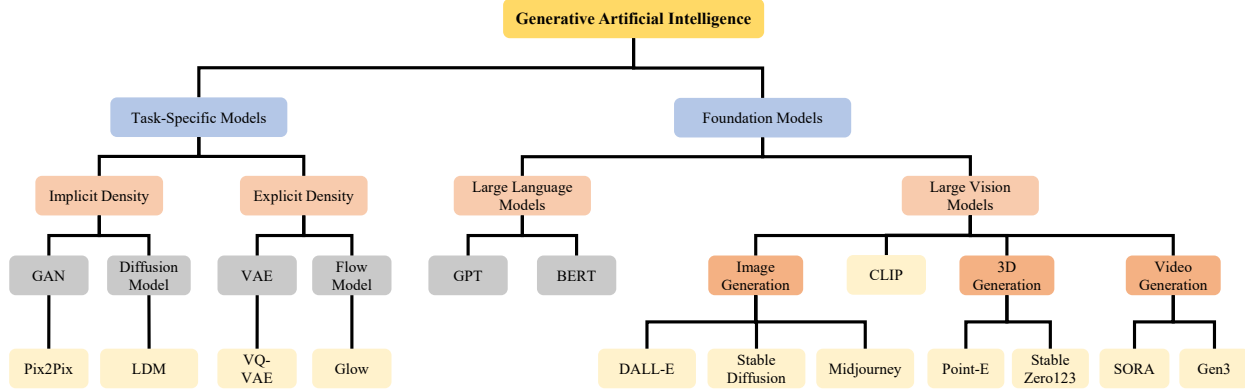 Generative Artificial Intelligence
Task-Specific Models
Foundation Models
Implicit Density
Explicit Density
Large Language
Models
Large Vision
Models
GAN
Diffusion
Model
VAE
Flow
Model
GPT
BERT
Image
Generation
CLIP
3D
Generation
Video
Generation
Pix2Pix
LDM
VQ-
VAE
Glow
DALL-E
Stable
Diffusion
Midjourney
Point-E
Stable
Zero123
SORA
Gen3